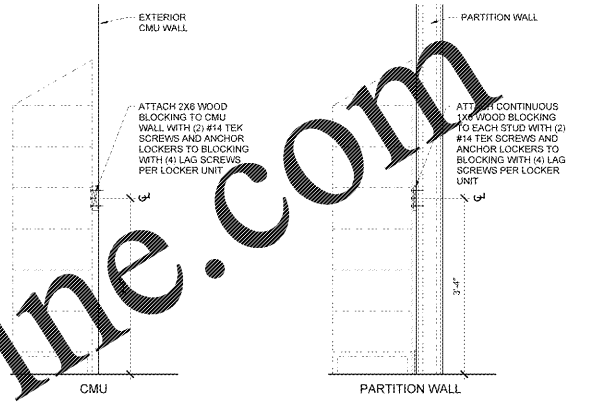 EXTERIOR
CMU WALL
ATTACH 2X6 WOOD
BLOCKING TO CMU
WALL WITH (2) #14 TEK
SCREWS AND ANCHOR
LOCKERS TO BLOCKING
WITH (4) LAG SCREWS
PER LOCKER UNIT
CMU
PARTITION WALL
ATTACH CONTINUOUS
1X6 WOOD BLOCKING
TO EACH STUD WITH (2)
#14 TEK SCREWS AND
ANCHOR LOCKERS TO
BLOCKING WITH (4) LAG
SCREWS PER LOCKER
UNIT
3'-4"
PARTITION WALL
ine.com